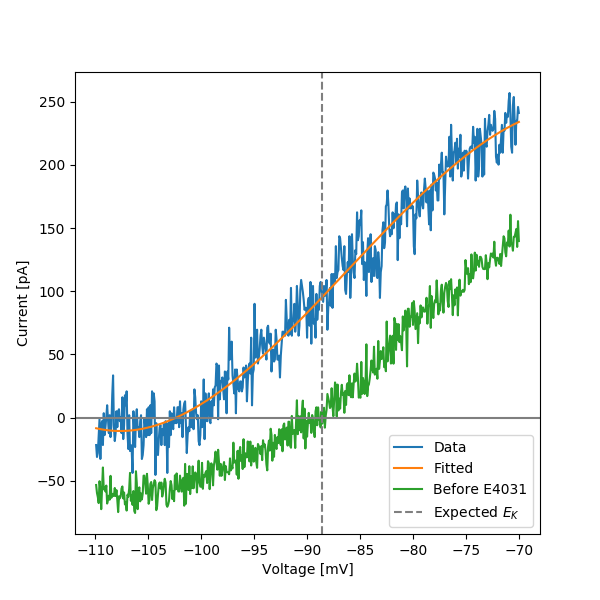 250
200
150
100
50
0
−50
Current [pA]
−110 −105 −100 −95 −90 −85 −80 −75 −70
Voltage [mV]
Data
Fitted
Before E4031
Expected E_K